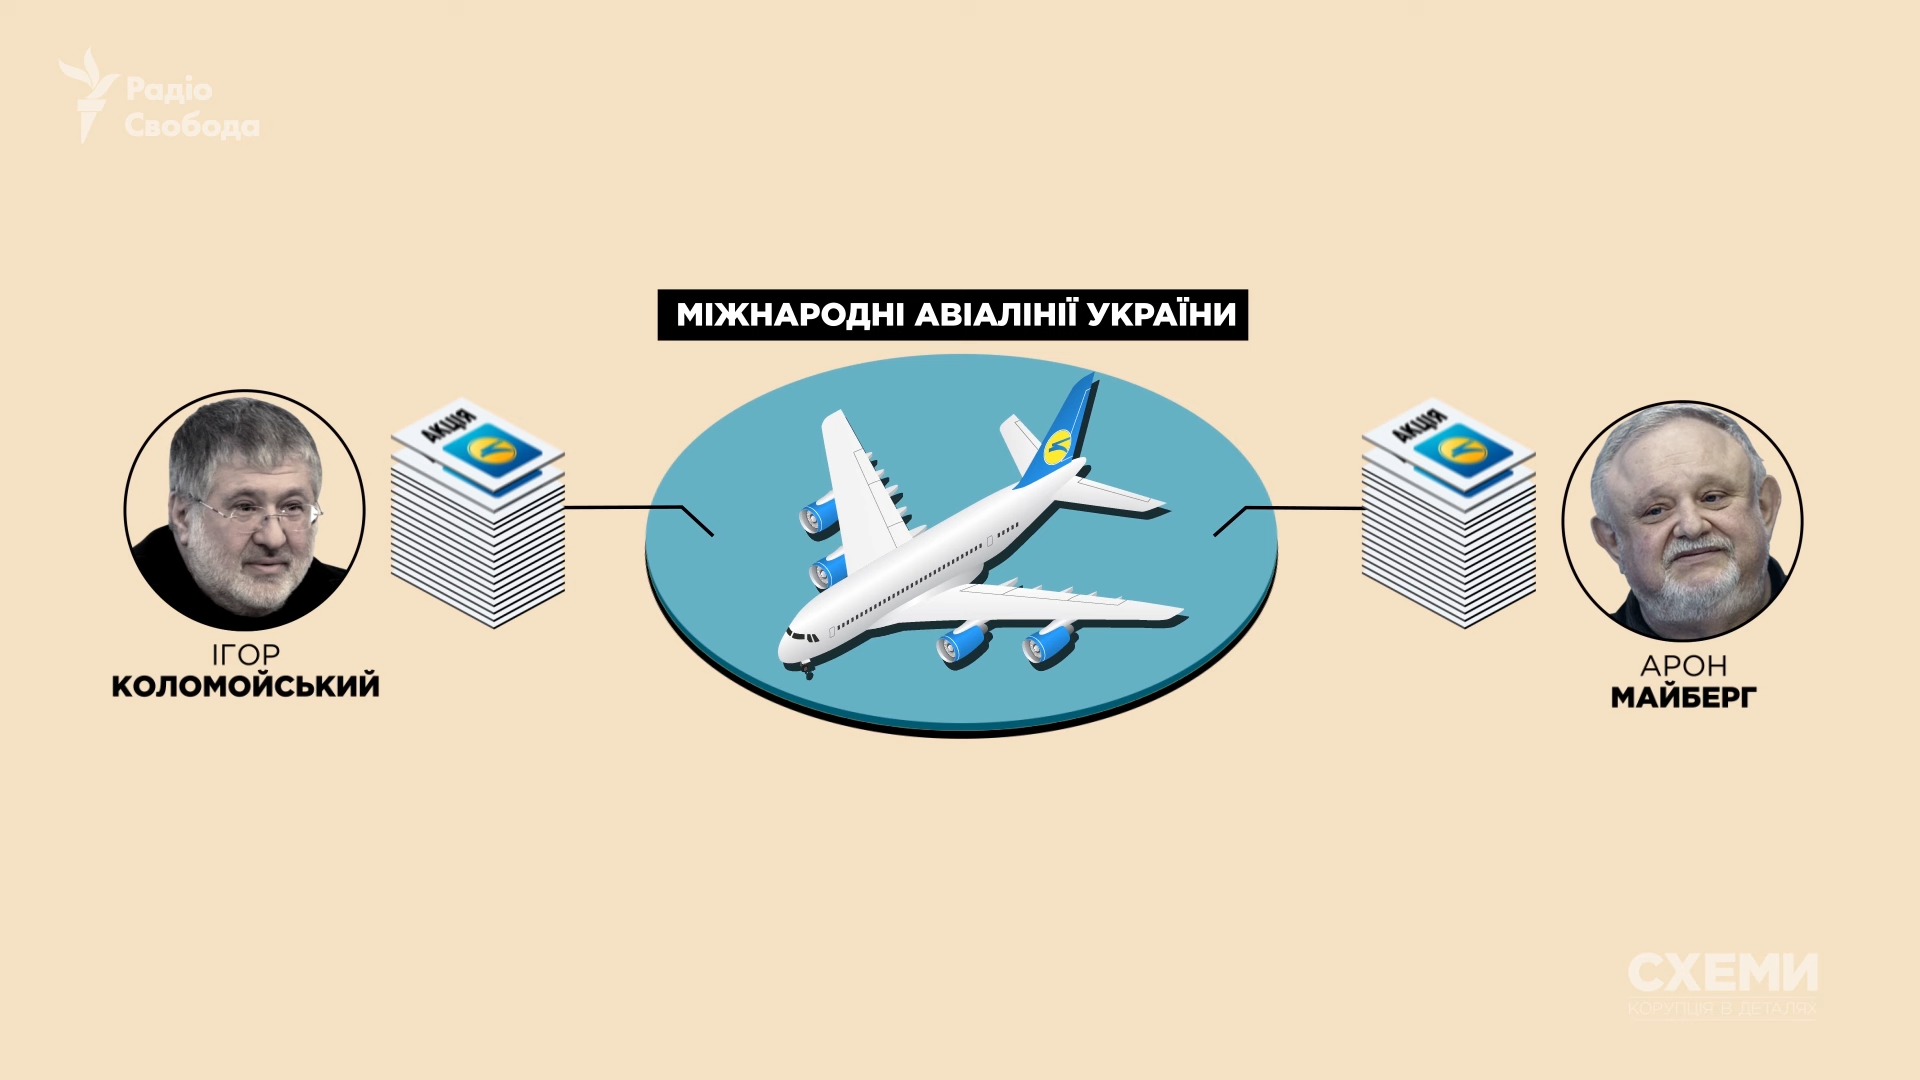 Радіо
Свобода
МІЖНАРОДНІ АВІАЛІНІЇ УКРАЇНИ
АКЦІЯ
АКЦІЯ
ІГОР
КОЛОМОЙСЬКИЙ
АРОН
МАЙБЕРГ
СХЕМИ
КОРУПЦІЯ В ДЕТАЛЯХ